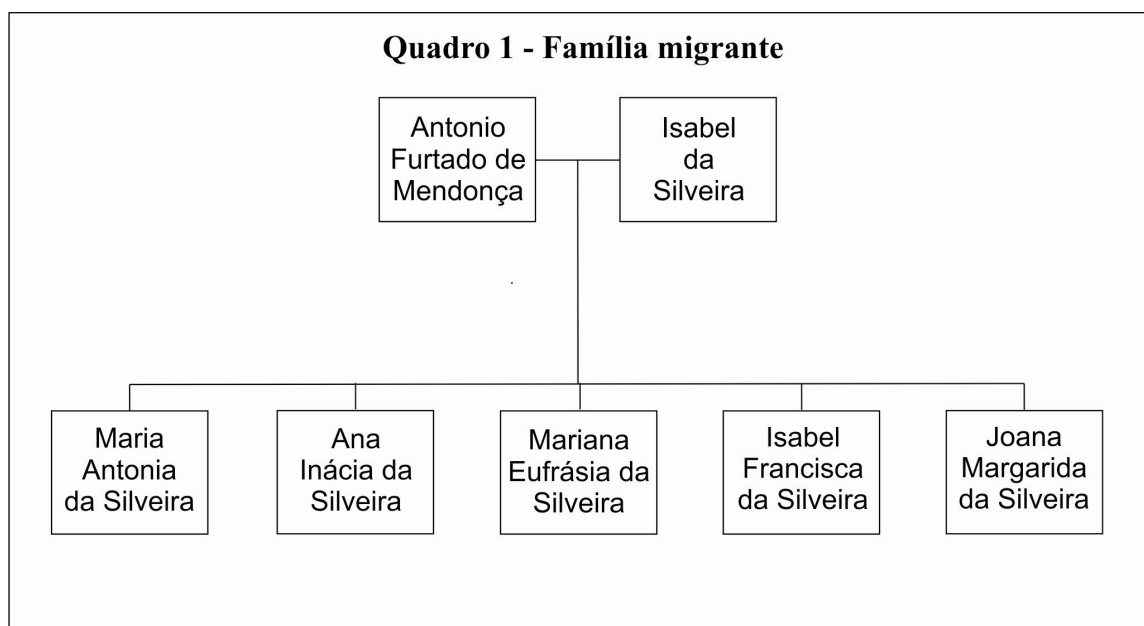 Quadro 1 - Família migrante
Antonio
Furtado de
Mendonça
Isabel
da
Silveira
Maria
Antonia
da Silveira
Ana
Inácia da
Silveira
Mariana
Eufrásia da
Silveira
Isabel
Francisca
da Silveira
Joana
Margarida
da Silveira